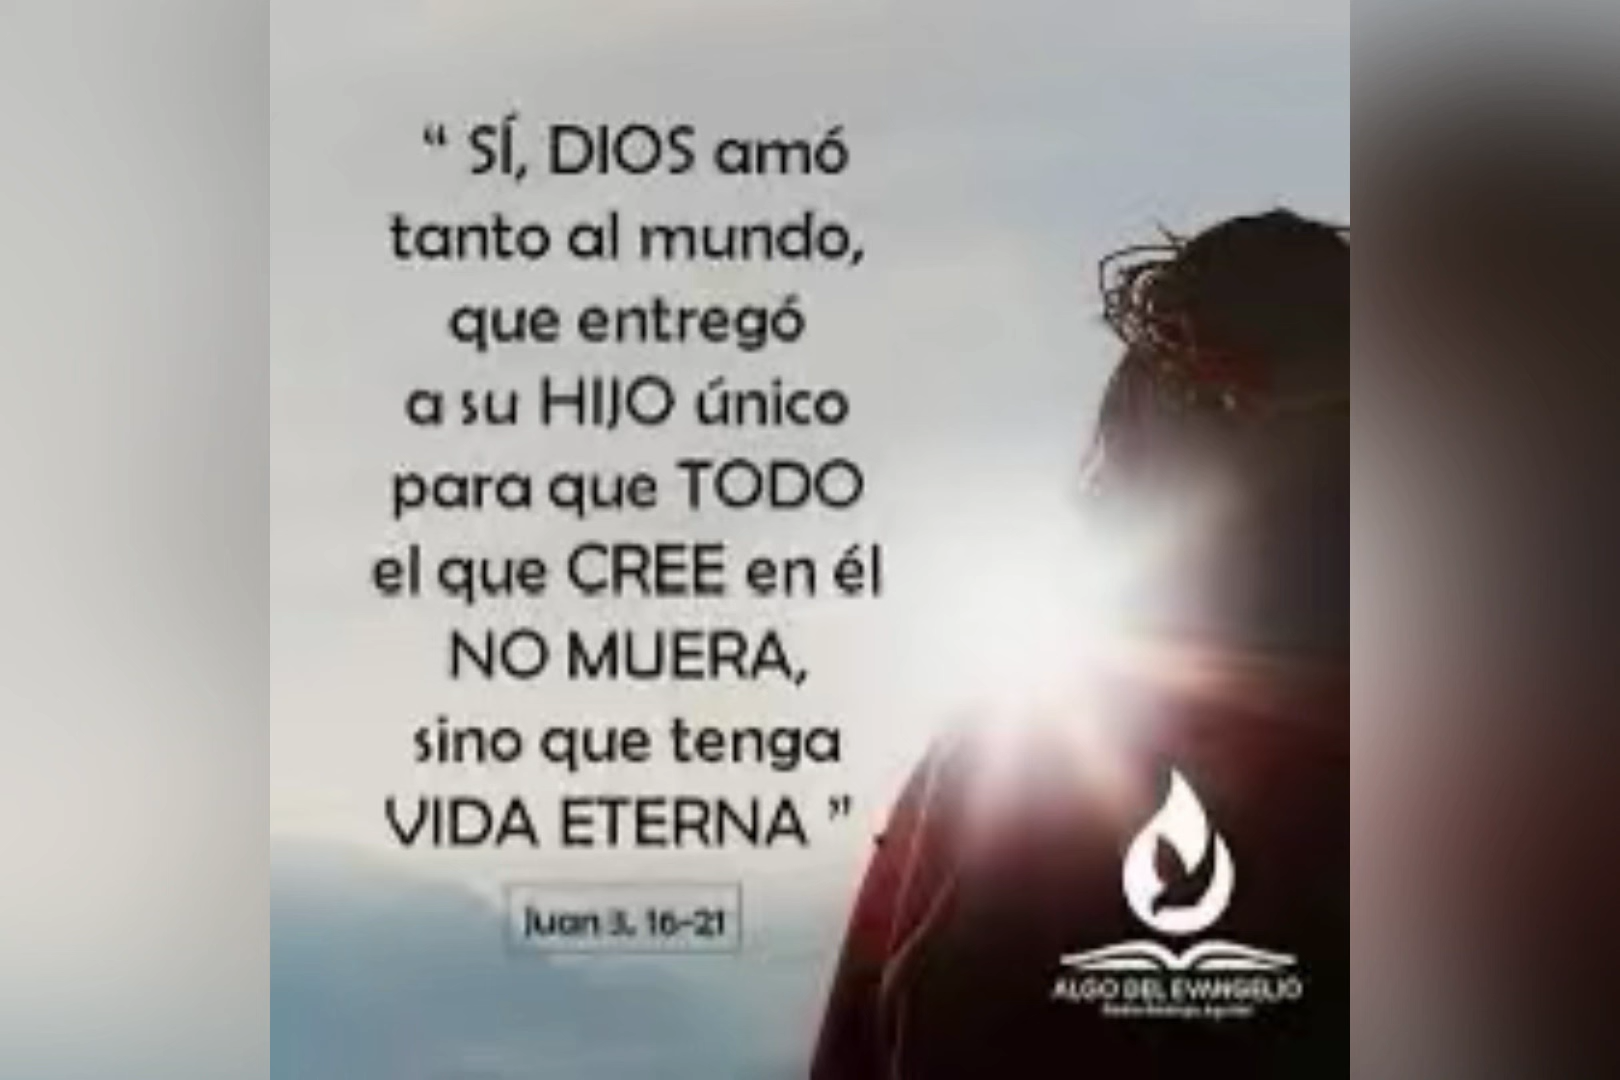 “ SÍ, DIOS amó
tanto al mundo,
que entregó
a su HIJO único
para que TODO
el que CREE en él
NO MUERA,
sino que tenga
VIDA ETERNA ”
Juan 3, 16-21
ALGO DEL EVANGELIO